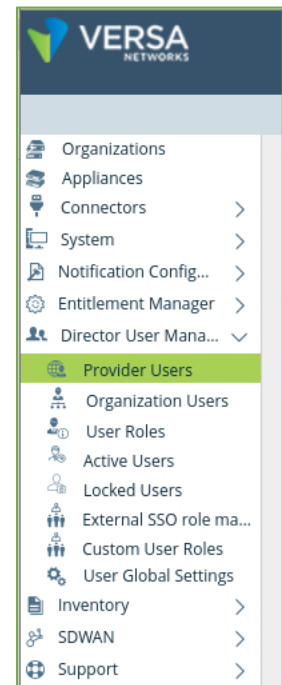 VERSA
NETWORKS
Organizations
Appliances
Connectors
System
Notification Config...
Entitlement Manager
Director User Mana...
Provider Users
Organization Users
User Roles
Active Users
Locked Users
External SSO role ma...
Custom User Roles
User Global Settings
Inventory
SDWAN
Support